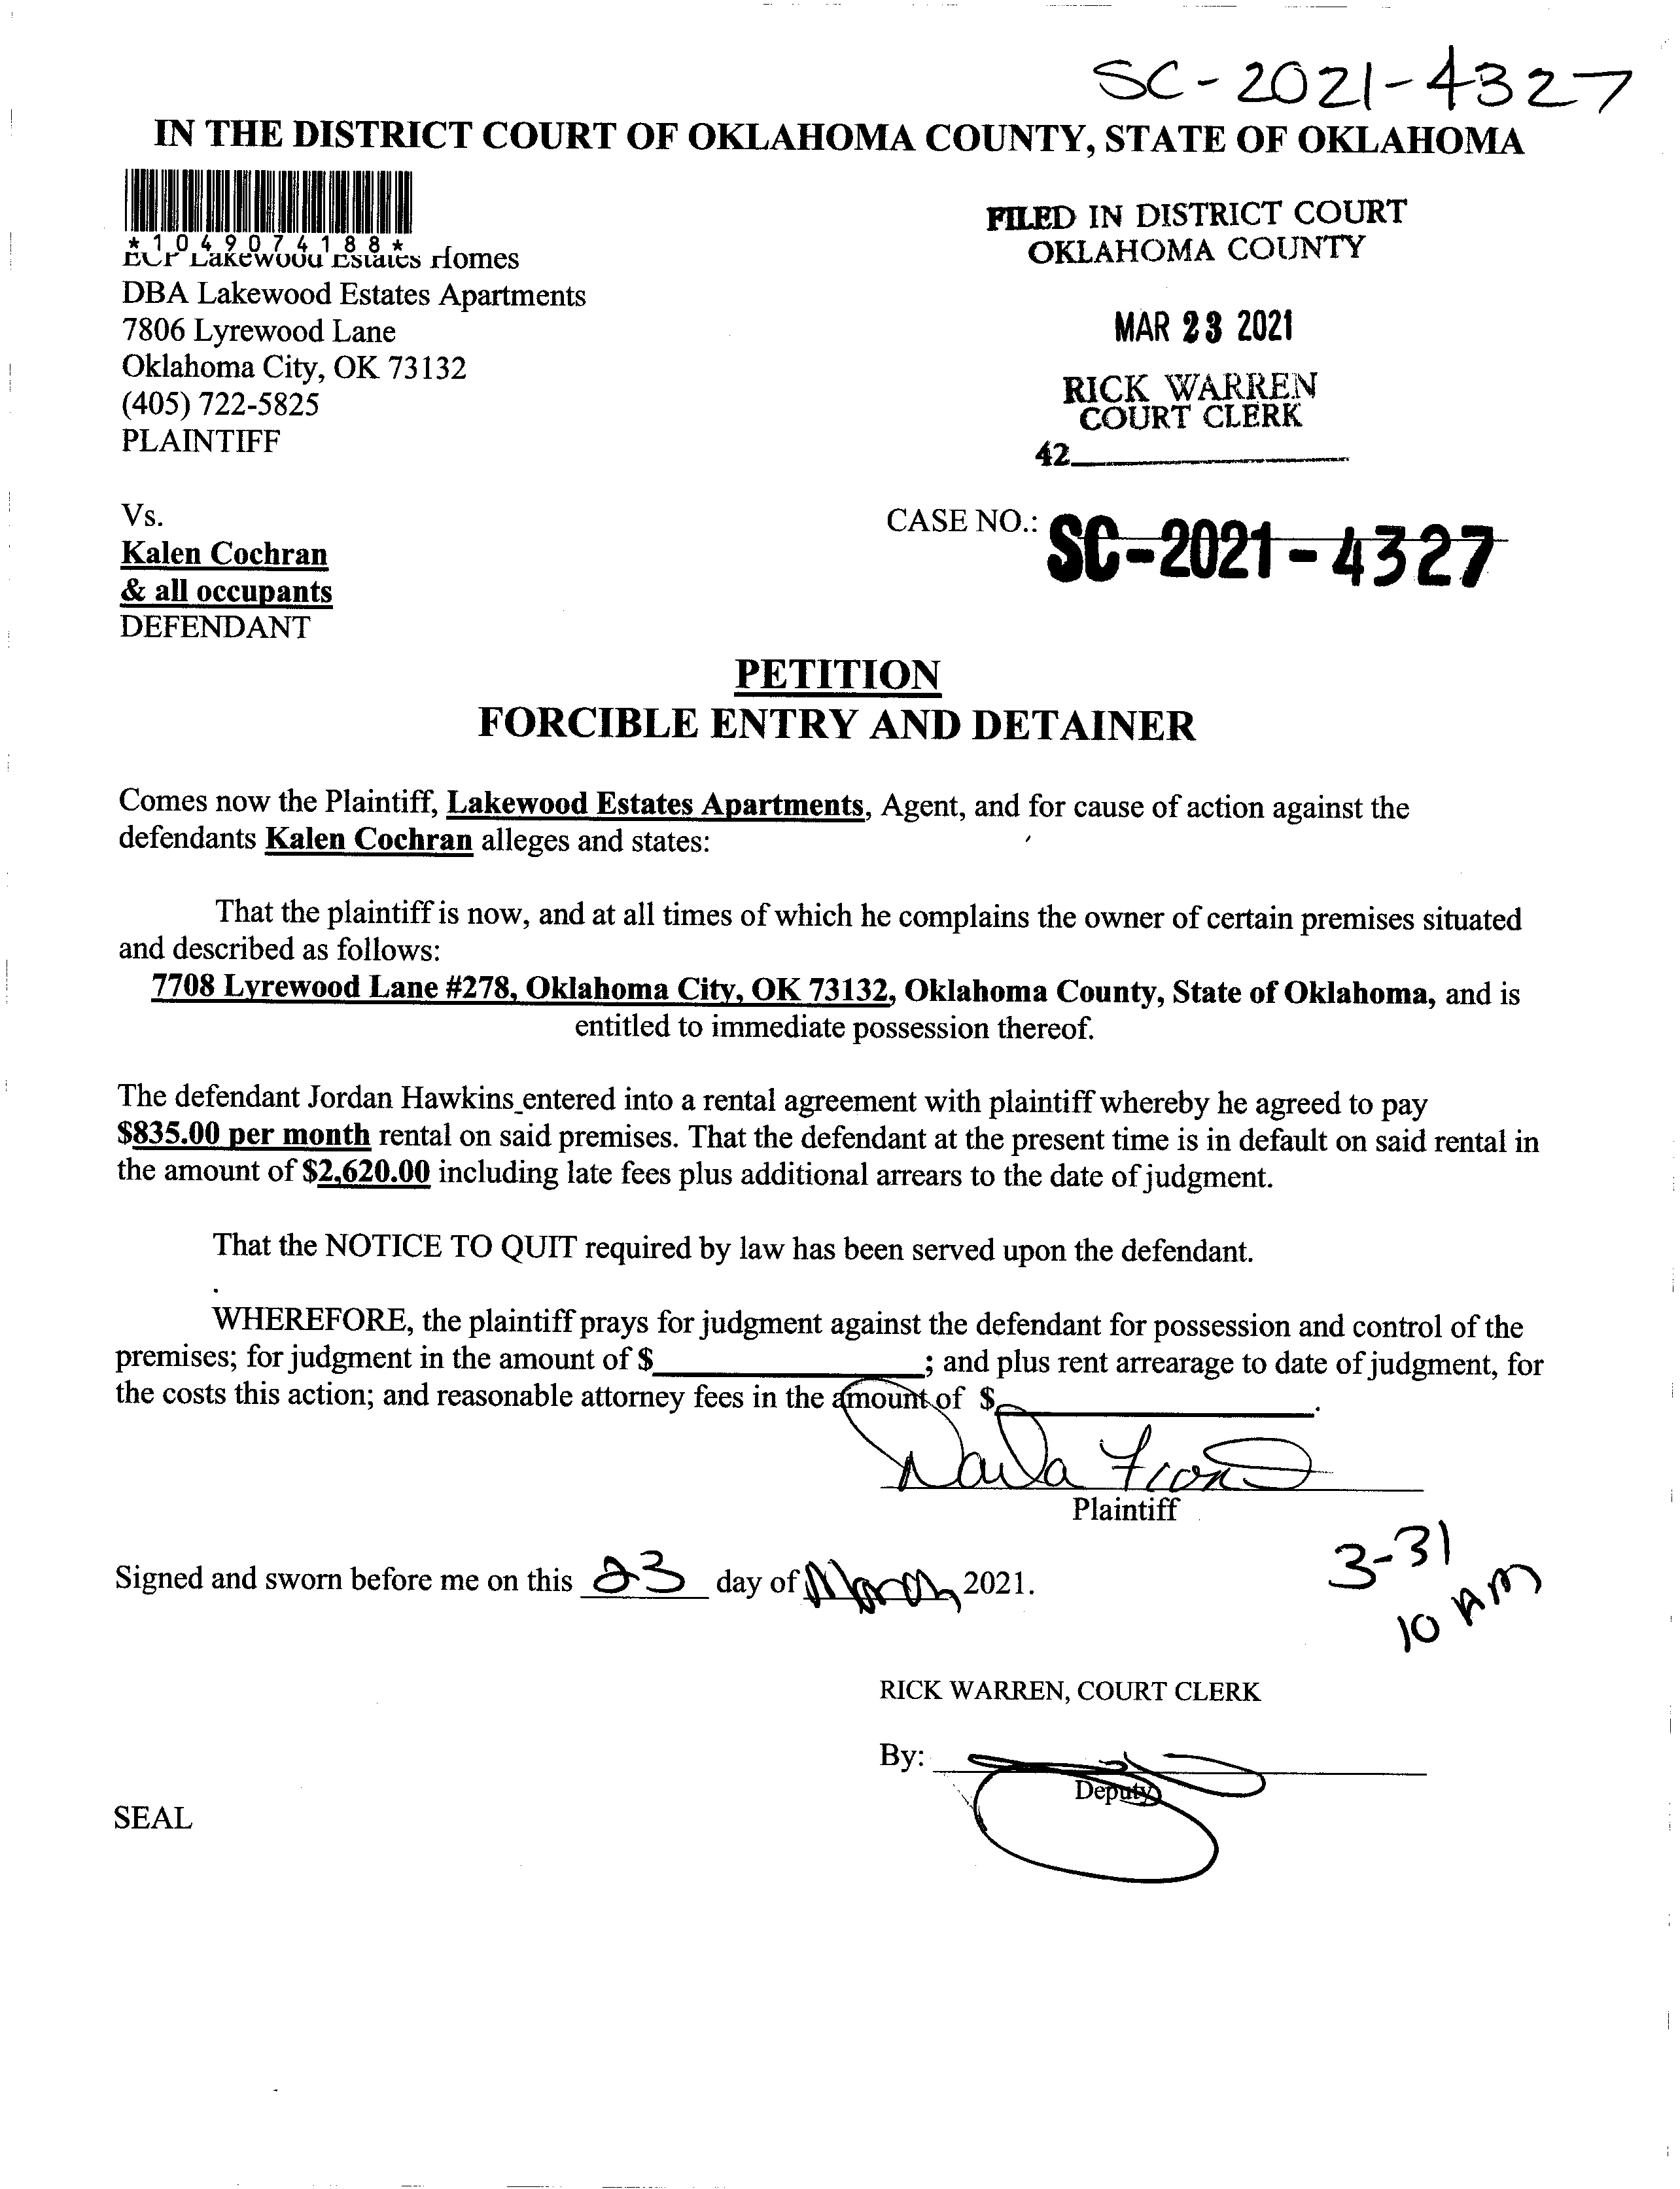 SC-2021-4327
IN THE DISTRICT COURT OF OKLAHOMA COUNTY, STATE OF OKLAHOMA
*1049074188*
ECP Lakewood Estates Homes
DBA Lakewood Estates Apartments
7806 Lyrewood Lane
Oklahoma City, OK 73132
(405) 722-5825
PLAINTIFF
FILED IN DISTRICT COURT
OKLAHOMA COUNTY
MAR 23 2021
RICK WARREN
COURT CLERK
42
Vs.
Kalen Cochran
& all occupants
DEFENDANT
CASE NO.: SC-2021-4327
PETITION
FORCIBLE ENTRY AND DETAINER
Comes now the Plaintiff, Lakewood Estates Apartments, Agent, and for cause of action against the
defendants Kalen Cochran alleges and states:
That the plaintiff is now, and at all times of which he complains the owner of certain premises situated
and described as follows:
7708 Lyrewood Lane #278, Oklahoma City, OK 73132, Oklahoma County, State of Oklahoma, and is
entitled to immediate possession thereof.
The defendant Jordan Hawkins entered into a rental agreement with plaintiff whereby he agreed to pay
$835.00 per month rental on said premises. That the defendant at the present time is in default on said rental in
the amount of $2,620.00 including late fees plus additional arrears to the date of judgment.
That the NOTICE TO QUIT required by law has been served upon the defendant.
WHEREFORE, the plaintiff prays for judgment against the defendant for possession and control of the
premises; for judgment in the amount of $ ; and plus rent arrearage to date of judgment, for
the costs this action; and reasonable attorney fees in the amount of $ .
Plaintiff
Signed and sworn before me on this 23 day of March, 2021.
3-31
10 AM
RICK WARREN, COURT CLERK
By:
Deputy
SEAL